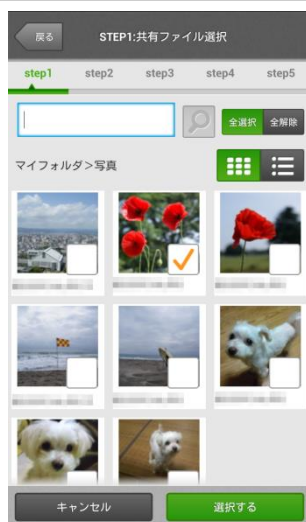 戻る STEP1:共有ファイル選択
step1 step2 step3 step4 step5
全選択 全解除
マイフォルダ>写真
キャンセル 選択する